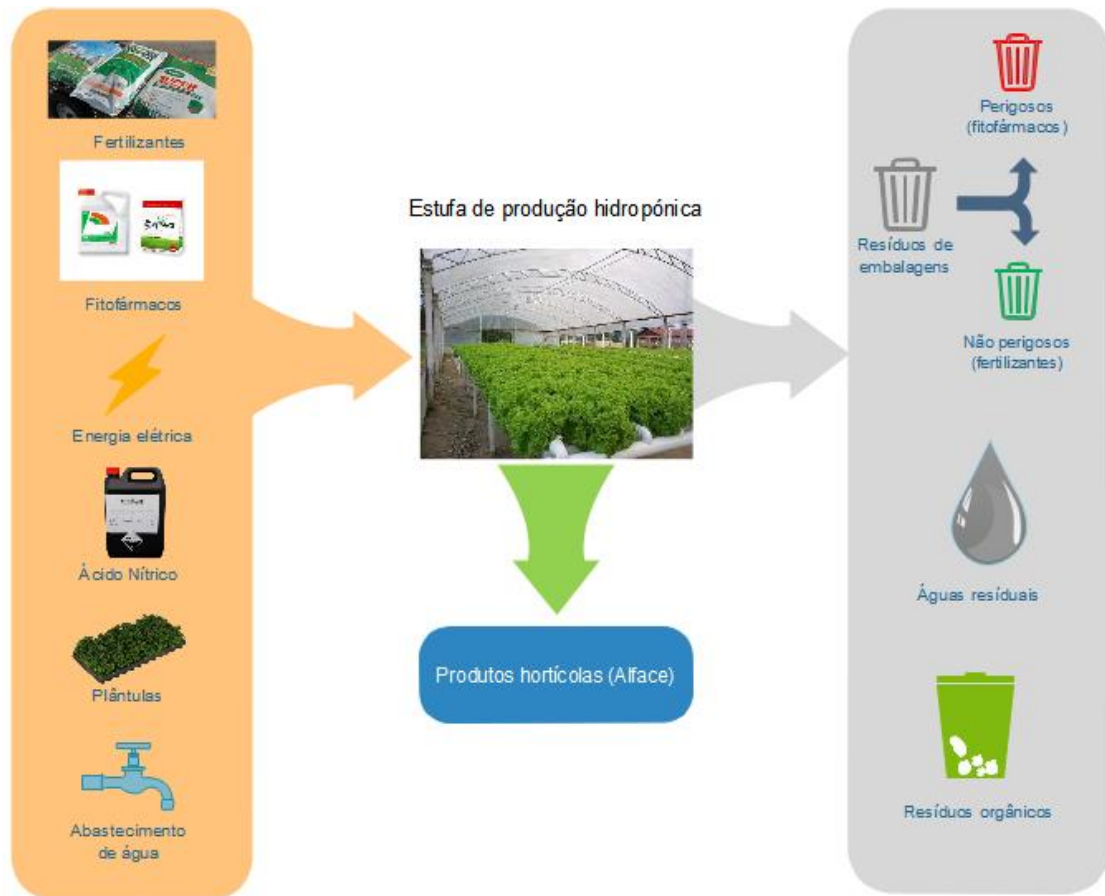 Fertilizantes
Fitofármacos
Energia elétrica
Ácido Nítrico
Plântulas
Abastecimento
de água
Estufa de produção hidropónica
Produtos hortícolas (Alface)
Perigosos
(fitofármacos)
Resíduos de
embalagens
Não perigosos
(fertilizantes)
Águas resíduais
Resíduos orgânicos